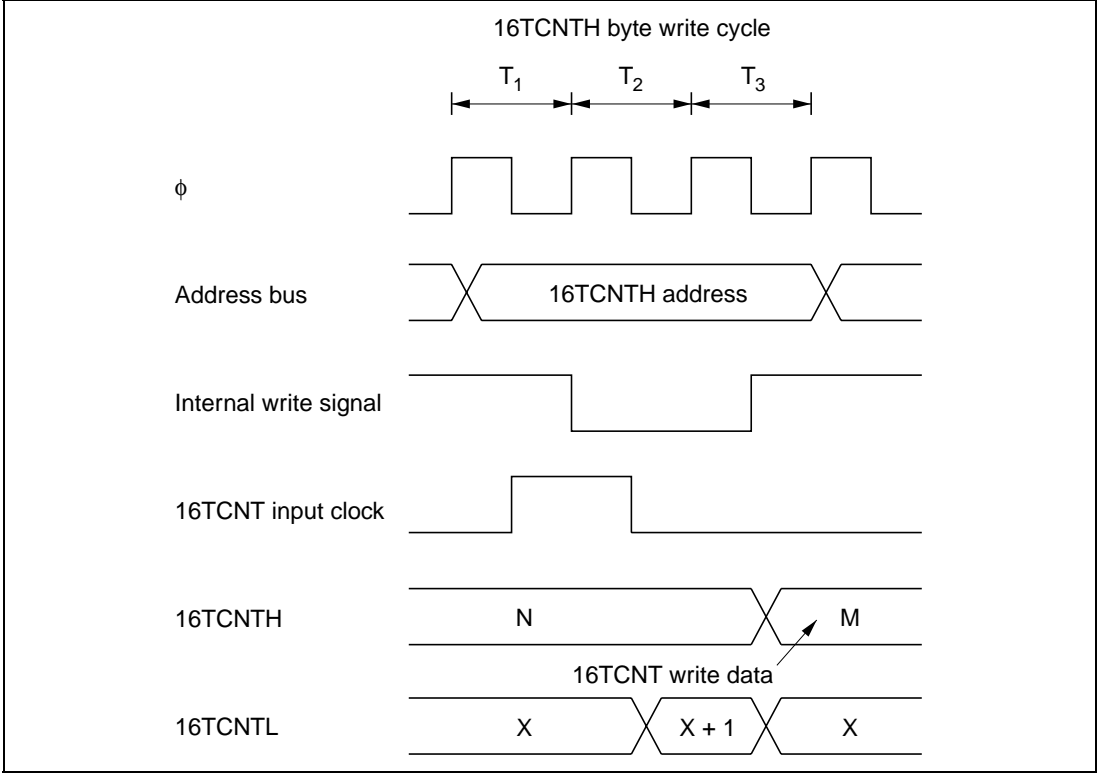 16TCNTH byte write cycle
T1 T2 T3
φ
Address bus 16TCNTH address
Internal write signal
16TCNT input clock
16TCNTH N M
16TCNT write data
16TCNTL X X + 1 X